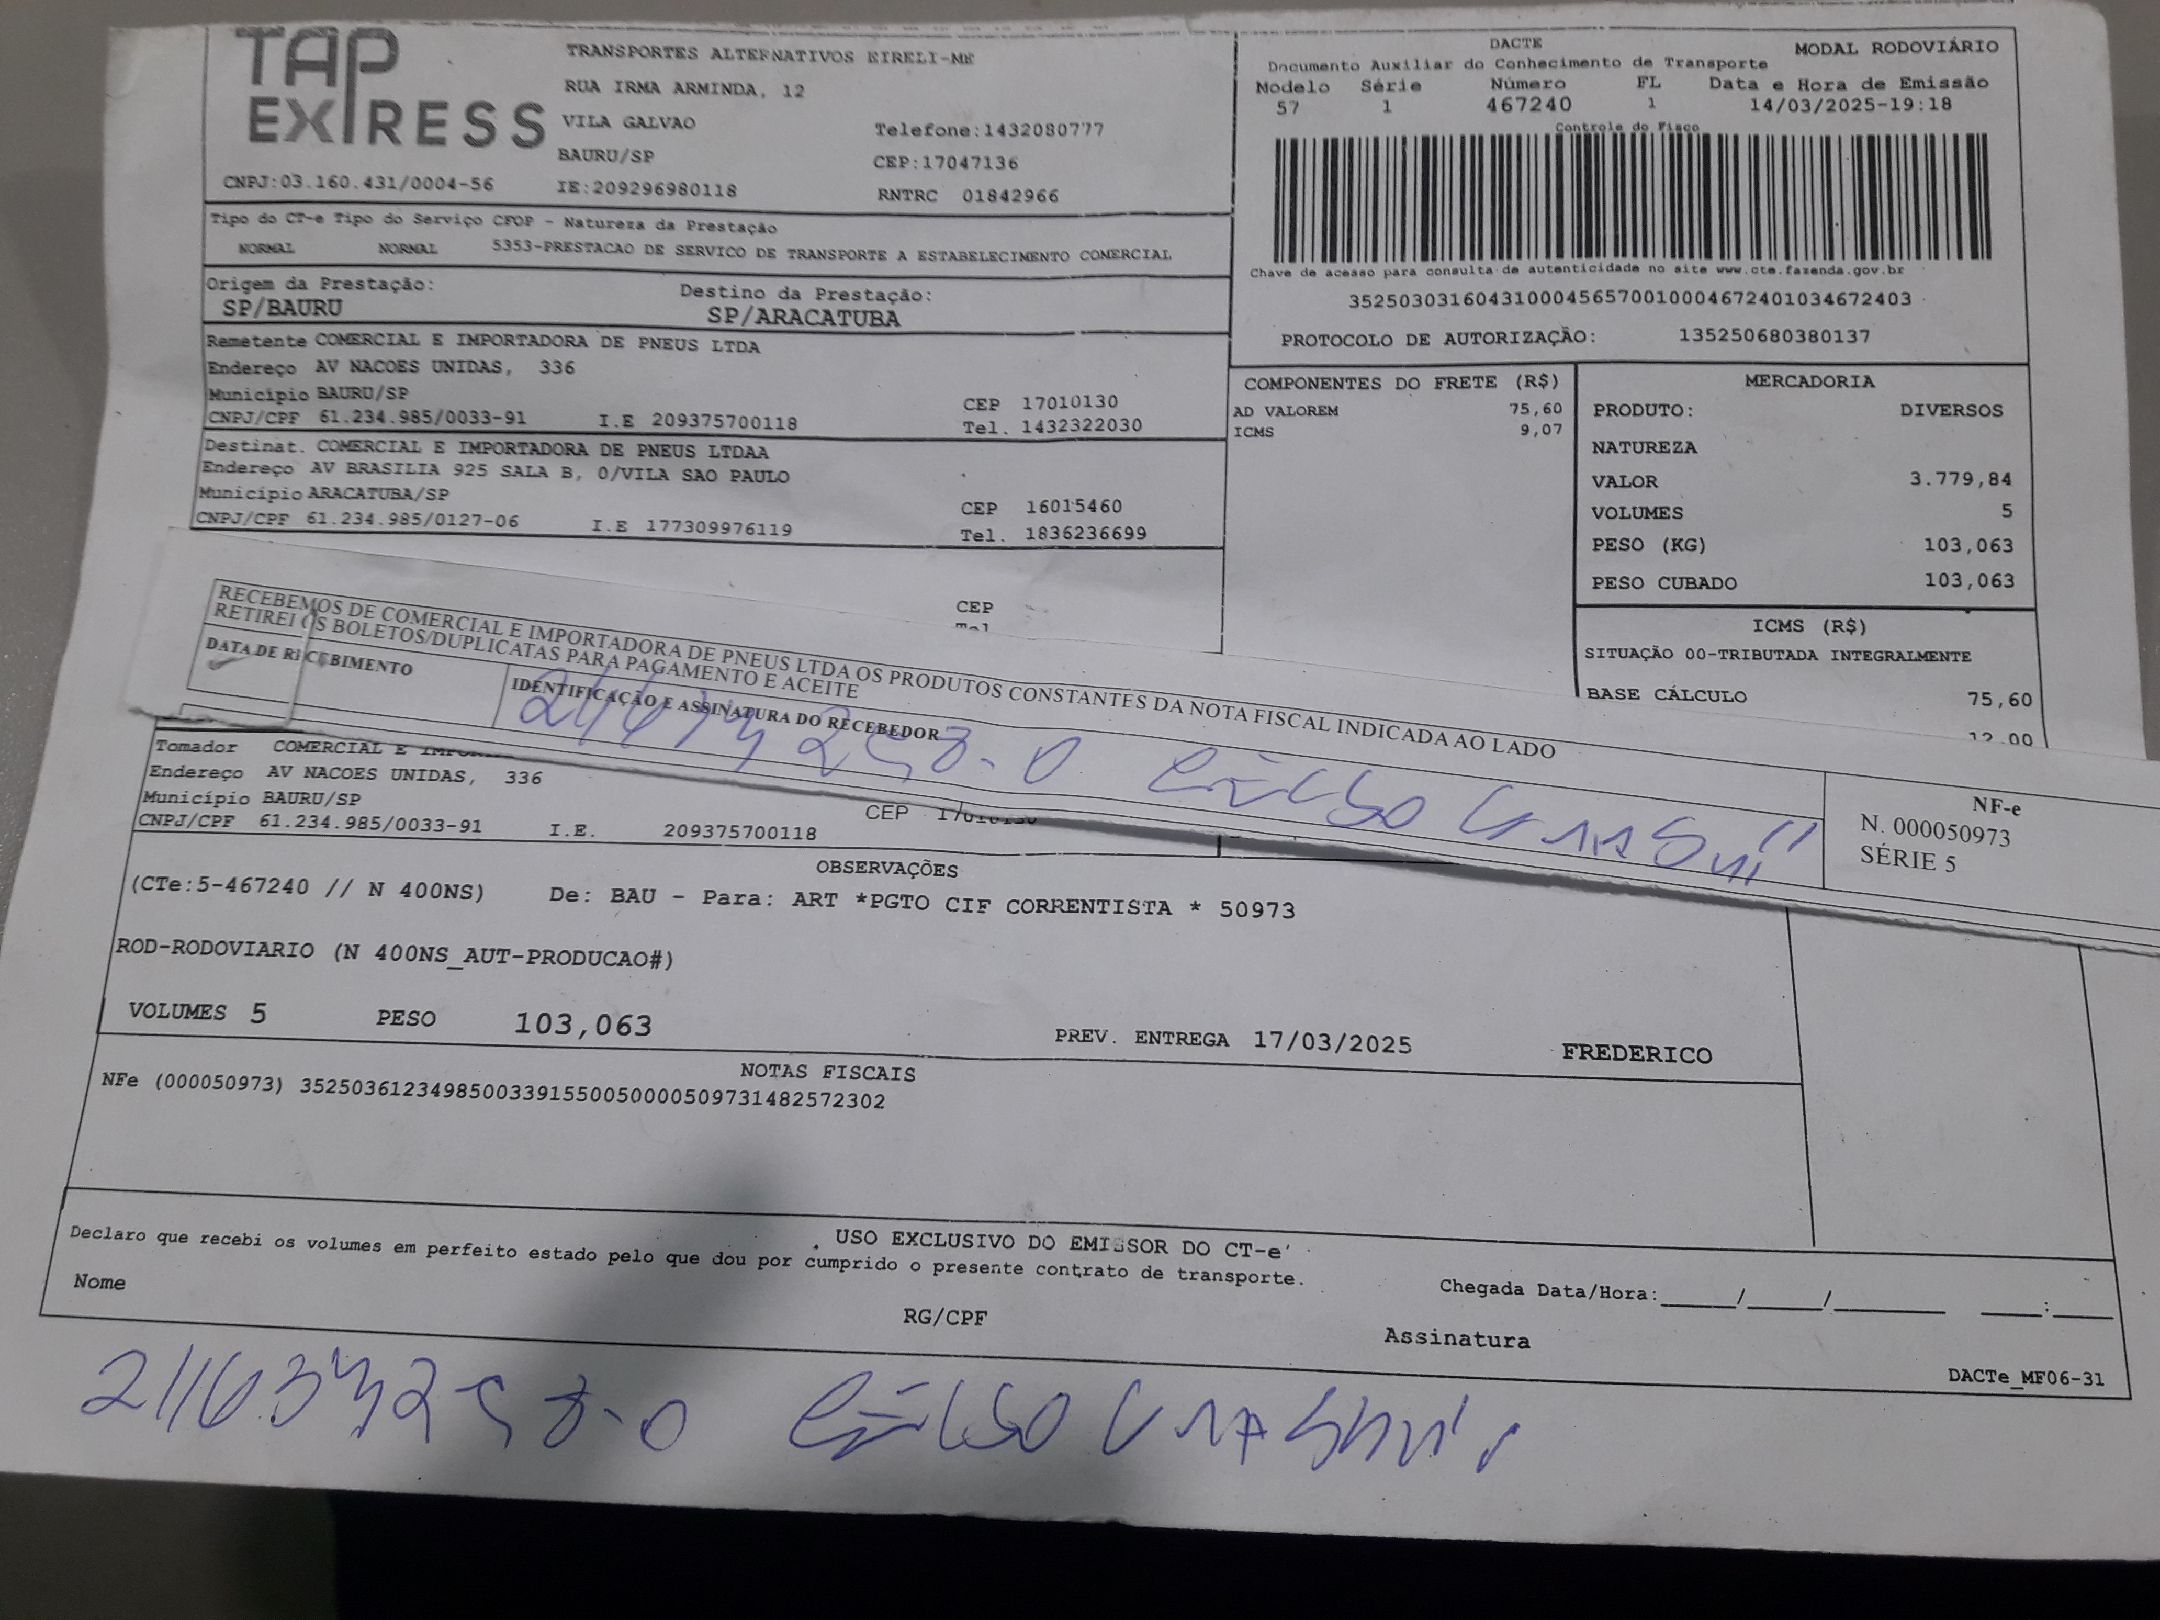 TAP EXPRESS
TRANSPORTES ALTERNATIVOS EIRELI-ME
RUA IRMA ARMINDA, 12
VILA GALVAO
Telefone:1432080777
BAURU/SP
CEP:17047136
CNPJ:03.160.431/0004-56 IE:209296980118
RNTRC 01842966
DACTE MODAL RODOVIÁRIO
Documento Auxiliar do Conhecimento de Transporte
Modelo Série Número FL Data e Hora de Emissão
57 1 467240 1 14/03/2025-19:18
Controle do Fisco
Chave de acesso para consulta de autenticidade no site www.cte.fazenda.gov.br
35250303160431000456570010004672401034672403
PROTOCOLO DE AUTORIZAÇÃO: 135250680380137
Tipo do CT-e Tipo do Serviço CFOP - Natureza da Prestação
NORMAL NORMAL 5353-PRESTACAO DE SERVICO DE TRANSPORTE A ESTABELECIMENTO COMERCIAL
Origem da Prestação: Destino da Prestação:
SP/BAURU SP/ARACATUBA
Remetente COMERCIAL E IMPORTADORA DE PNEUS LTDA
Endereço AV NACOES UNIDAS, 336
Município BAURU/SP CEP 17010130
CNPJ/CPF 61.234.985/0033-91 I.E 209375700118 Tel. 1432322030
Destinat. COMERCIAL E IMPORTADORA DE PNEUS LTDAA
Endereço AV BRASILIA 925 SALA B, 0/VILA SAO PAULO
Município ARACATUBA/SP CEP 16015460
CNPJ/CPF 61.234.985/0127-06 I.E 177309976119 Tel. 1836236699
CEP
COMPONENTES DO FRETE (R$)
AD VALOREM 75,60
ICMS 9,07
MERCADORIA
PRODUTO: DIVERSOS
NATUREZA
VALOR 3.779,84
VOLUMES 5
PESO (KG) 103,063
PESO CUBADO 103,063
ICMS (R$)
SITUAÇÃO 00-TRIBUTADA INTEGRALMENTE
BASE CÁLCULO 75,60
12,00
RECEBEMOS DE COMERCIAL E IMPORTADORA DE PNEUS LTDA OS PRODUTOS CONSTANTES DA NOTA FISCAL INDICADA AO LADO
RETIREI OS BOLETOS/DUPLICATAS PARA PAGAMENTO E ACEITE
DATA DE RECEBIMENTO
IDENTIFICAÇÃO E ASSINATURA DO RECEBEDOR
NF-e
N. 000050973
SÉRIE 5
Tomador COMERCIAL E
Endereço AV NACOES UNIDAS, 336
Município BAURU/SP CEP
CNPJ/CPF 61.234.985/0033-91 I.E. 209375700118
OBSERVAÇÕES
(CTe:5-467240 // N 400NS) De: BAU - Para: ART *PGTO CIF CORRENTISTA * 50973
ROD-RODOVIARIO (N 400NS_AUT-PRODUCAO#)
VOLUMES 5 PESO 103,063 PREV. ENTREGA 17/03/2025 FREDERICO
NOTAS FISCAIS
NFe (000050973) 35250361234985003391550050000509731482572302
USO EXCLUSIVO DO EMISSOR DO CT-e
Declaro que recebi os volumes em perfeito estado pelo que dou por cumprido o presente contrato de transporte.
Nome RG/CPF Assinatura
Chegada Data/Hora:_____/_____/_______ ____:____
DACTe_MF06-31